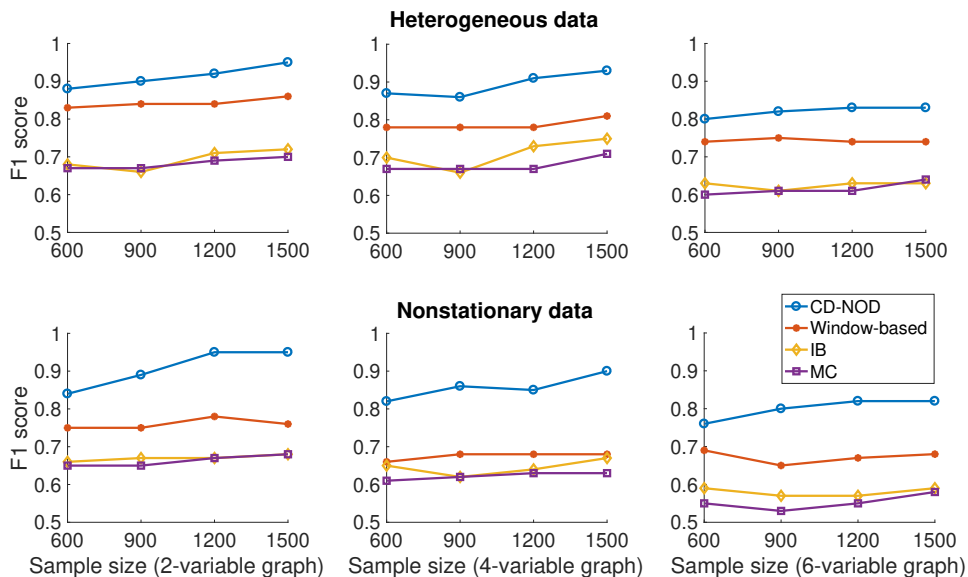 Heterogeneous data
F1 score
1
0.9
0.8
0.7
0.6
0.5
600 900 1200 1500
1
0.9
0.8
0.7
0.6
0.5
600 900 1200 1500
1
0.9
0.8
0.7
0.6
0.5
600 900 1200 1500
Nonstationary data
F1 score
1
0.9
0.8
0.7
0.6
0.5
600 900 1200 1500
Sample size (2-variable graph)
1
0.9
0.8
0.7
0.6
0.5
600 900 1200 1500
Sample size (4-variable graph)
1
0.9
0.8
0.7
0.6
0.5
600 900 1200 1500
Sample size (6-variable graph)
CD-NOD
Window-based
IB
MC